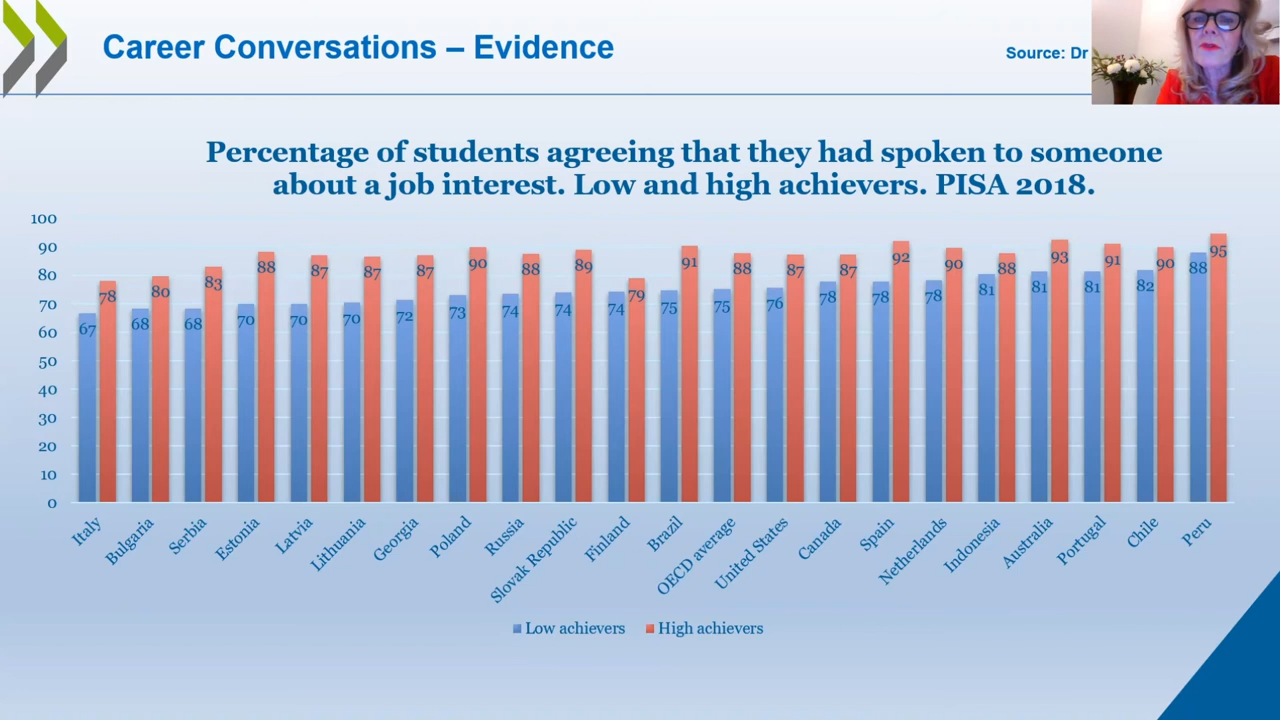 Career Conversations – Evidence
Source: Dr
Percentage of students agreeing that they had spoken to someone
about a job interest. Low and high achievers. PISA 2018.
100
90
80
70
60
50
40
30
20
10
0
67 78 68 80 68 83 70 88 70 87 70 87 72 87 73 90 74 88 74 89 74 79 75 91 75 88 76 87 78 87 78 92 78 90 81 88 81 93 81 91 82 90 88 95
Italy
Bulgaria
Serbia
Estonia
Latvia
Lithuania
Georgia
Poland
Russia
Slovak Republic
Finland
Brazil
OECD average
United States
Canada
Spain
Netherlands
Indonesia
Australia
Portugal
Chile
Peru
Low achievers
High achievers